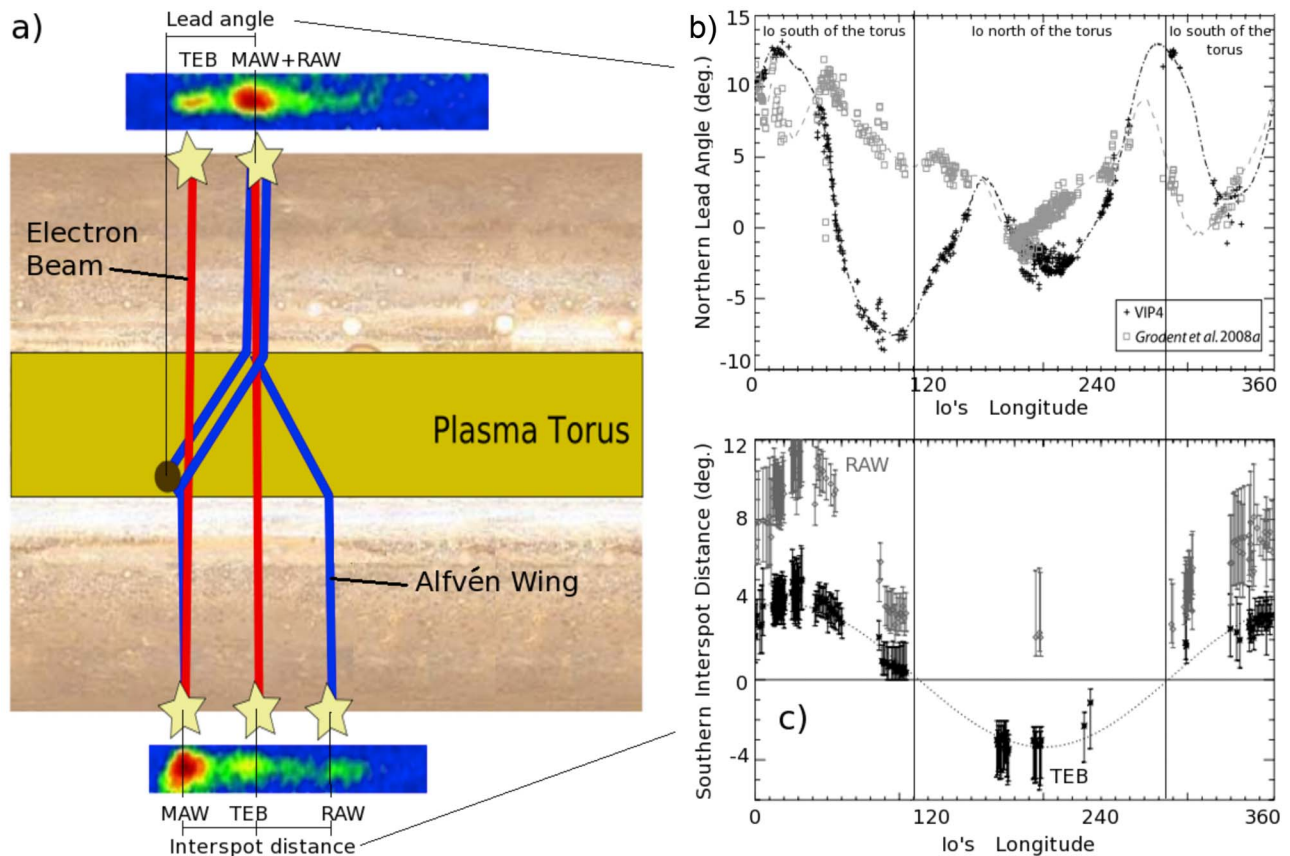 a)
Lead angle
TEB MAW+RAW
Electron
Beam
Plasma Torus
Alfvén Wing
MAW TEB RAW
Interspot distance
b)
Northern Lead Angle (deg.)
15
10
5
0
-5
-10
Io south of the torus
Io north of the torus
Io south of the
torus
+ VIP4
Grodent et al. 2008a
0 120 240 360
Io's Longitude
c)
Southern Interspot Distance (deg.)
12
8
4
0
-4
RAW
TEB
0 120 240 360
Io's Longitude